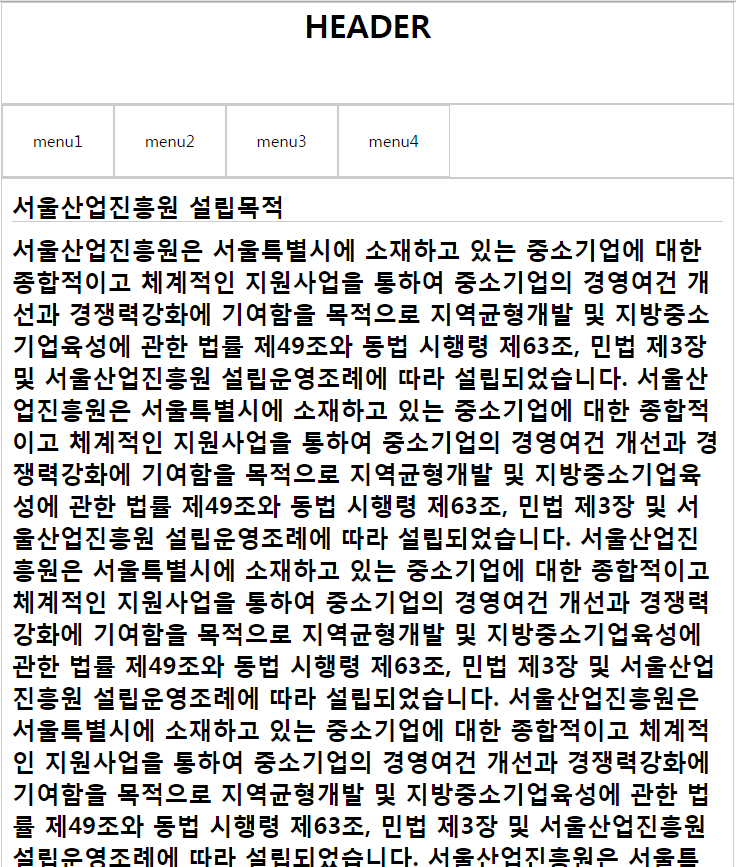 HEADER
menu1 menu2 menu3 menu4
서울산업진흥원 설립목적
서울산업진흥원은 서울특별시에 소재하고 있는 중소기업에 대한
종합적이고 체계적인 지원사업을 통하여 중소기업의 경영여건 개
선과 경쟁력강화에 기여함을 목적으로 지역균형개발 및 지방중소
기업육성에 관한 법률 제49조와 동법 시행령 제63조, 민법 제3장
및 서울산업진흥원 설립운영조례에 따라 설립되었습니다. 서울산
업진흥원은 서울특별시에 소재하고 있는 중소기업에 대한 종합적
이고 체계적인 지원사업을 통하여 중소기업의 경영여건 개선과 경
쟁력강화에 기여함을 목적으로 지역균형개발 및 지방중소기업육
성에 관한 법률 제49조와 동법 시행령 제63조, 민법 제3장 및 서
울산업진흥원 설립운영조례에 따라 설립되었습니다. 서울산업진
흥원은 서울특별시에 소재하고 있는 중소기업에 대한 종합적이고
체계적인 지원사업을 통하여 중소기업의 경영여건 개선과 경쟁력
강화에 기여함을 목적으로 지역균형개발 및 지방중소기업육성에
관한 법률 제49조와 동법 시행령 제63조, 민법 제3장 및 서울산업
진흥원 설립운영조례에 따라 설립되었습니다. 서울산업진흥원은
서울특별시에 소재하고 있는 중소기업에 대한 종합적이고 체계적
인 지원사업을 통하여 중소기업의 경영여건 개선과 경쟁력강화에
기여함을 목적으로 지역균형개발 및 지방중소기업육성에 관한 법
률 제49조와 동법 시행령 제63조, 민법 제3장 및 서울산업진흥원
설립운영조례에 따라 설립되었습니다. 서울산업진흥원은 서울특